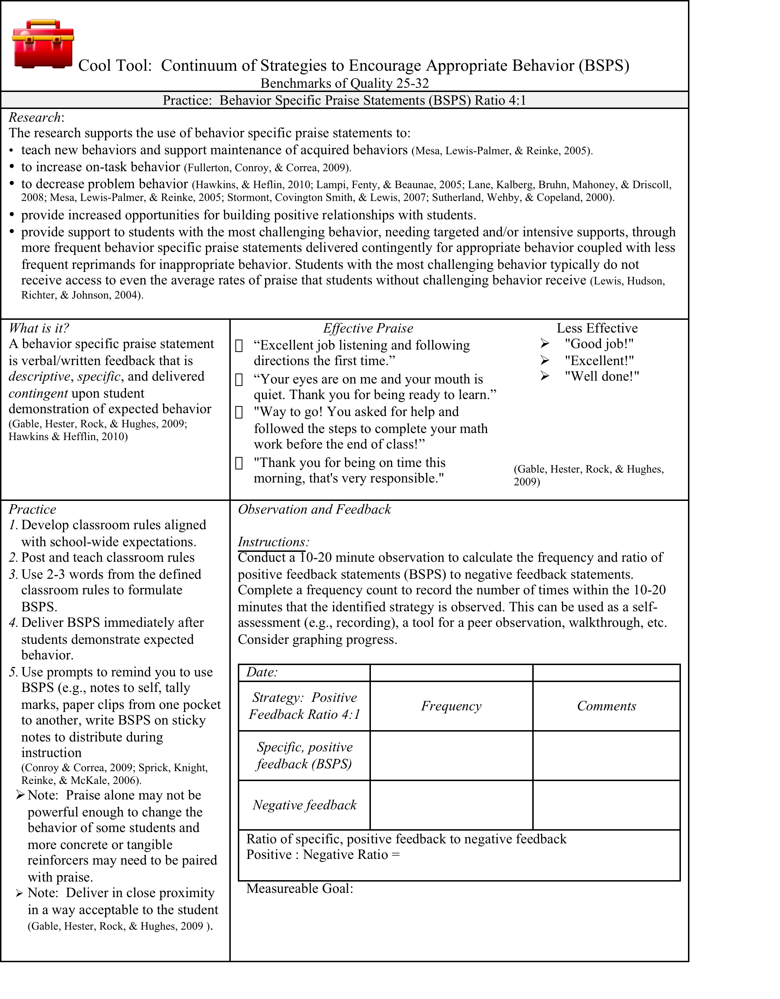 Cool Tool:  Continuum of Strategies to Encourage Appropriate Behavior (BSPS)
Benchmarks of Quality 25-32
Practice:  Behavior Specific Praise Statements (BSPS) Ratio 4:1
Research:
The research supports the use of behavior specific praise statements to:
• teach new behaviors and support maintenance of acquired behaviors (Mesa, Lewis-Palmer, & Reinke, 2005).
• to increase on-task behavior (Fullerton, Conroy, & Correa, 2009).
• to decrease problem behavior (Hawkins, & Heflin, 2010; Lampi, Fenty, & Beaunae, 2005; Lane, Kalberg, Bruhn, Mahoney, & Driscoll,
2008; Mesa, Lewis-Palmer, & Reinke, 2005; Stormont, Covington Smith, & Lewis, 2007; Sutherland, Wehby, & Copeland, 2000).
• provide increased opportunities for building positive relationships with students.
• provide support to students with the most challenging behavior, needing targeted and/or intensive supports, through
more frequent behavior specific praise statements delivered contingently for appropriate behavior coupled with less
frequent reprimands for inappropriate behavior. Students with the most challenging behavior typically do not
receive access to even the average rates of praise that students without challenging behavior receive (Lewis, Hudson,
Richter, & Johnson, 2004).
What is it?
A behavior specific praise statement
is verbal/written feedback that is
descriptive, specific, and delivered
contingent upon student
demonstration of expected behavior
(Gable, Hester, Rock, & Hughes, 2009;
Hawkins & Hefflin, 2010)
Effective Praise
“Excellent job listening and following
directions the first time.”
“Your eyes are on me and your mouth is
quiet. Thank you for being ready to learn.”
"Way to go! You asked for help and
followed the steps to complete your math
work before the end of class!”
"Thank you for being on time this
morning, that's very responsible."
Less Effective
➢ "Good job!"
➢ "Excellent!"
➢ "Well done!"
(Gable, Hester, Rock, & Hughes,
2009)
Practice
1. Develop classroom rules aligned
with school-wide expectations.
2. Post and teach classroom rules
3. Use 2-3 words from the defined
classroom rules to formulate
BSPS.
4. Deliver BSPS immediately after
students demonstrate expected
behavior.
5. Use prompts to remind you to use
BSPS (e.g., notes to self, tally
marks, paper clips from one pocket
to another, write BSPS on sticky
notes to distribute during
instruction
(Conroy & Correa, 2009; Sprick, Knight,
Reinke, & McKale, 2006).
➢ Note:  Praise alone may not be
powerful enough to change the
behavior of some students and
more concrete or tangible
reinforcers may need to be paired
with praise.
➢ Note:  Deliver in close proximity
in a way acceptable to the student
(Gable, Hester, Rock, & Hughes, 2009 ).
Observation and Feedback
Instructions:
Conduct a 10-20 minute observation to calculate the frequency and ratio of
positive feedback statements (BSPS) to negative feedback statements.
Complete a frequency count to record the number of times within the 10-20
minutes that the identified strategy is observed. This can be used as a self-
assessment (e.g., recording), a tool for a peer observation, walkthrough, etc.
Consider graphing progress.
Date:
Strategy:  Positive
Feedback Ratio 4:1
Frequency
Comments
Specific, positive
feedback (BSPS)
Negative feedback
Ratio of specific, positive feedback to negative feedback
Positive : Negative Ratio =
Measureable Goal: